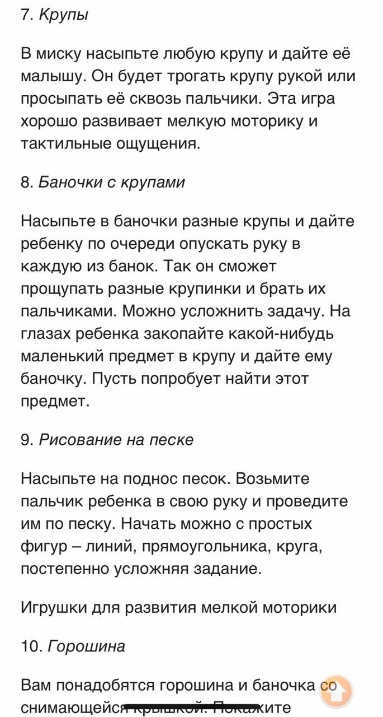 7. Крупы
В миску насыпьте любую крупу и дайте её
малышу. Он будет трогать крупу рукой или
просыпать её сквозь пальчики. Эта игра
хорошо развивает мелкую моторику и
тактильные ощущения.
8. Баночки с крупами
Насыпьте в баночки разные крупы и дайте
ребенку по очереди опускать руку в
каждую из банок. Так он сможет
прощупать разные крупинки и брать их
пальчиками. Можно усложнить задачу. На
глазах ребенка закопайте какой-нибудь
маленький предмет в крупу и дайте ему
баночку. Пусть попробует найти этот
предмет.
9. Рисование на песке
Насыпьте на поднос песок. Возьмите
пальчик ребенка в свою руку и проведите
им по песку. Начать можно с простых
фигур – линий, прямоугольника, круга,
постепенно усложняя задание.
Игрушки для развития мелкой моторики
10. Горошина
Вам понадобятся горошина и баночка со
снимающейся крышкой. Покажите